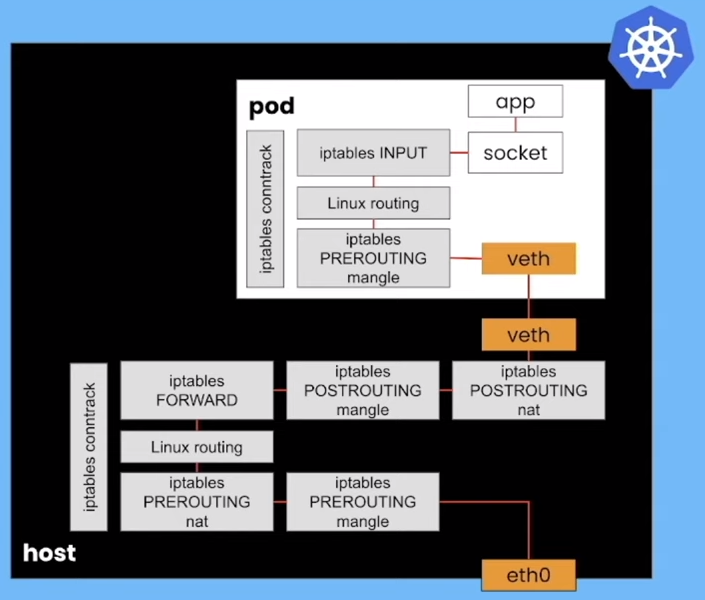 pod
app
iptables conntrack
iptables INPUT
socket
Linux routing
iptables
PREROUTING
mangle
veth
veth
iptables conntrack
iptables
FORWARD
iptables
POSTROUTING
mangle
iptables
POSTROUTING
nat
Linux routing
iptables
PREROUTING
nat
iptables
PREROUTING
mangle
host
eth0